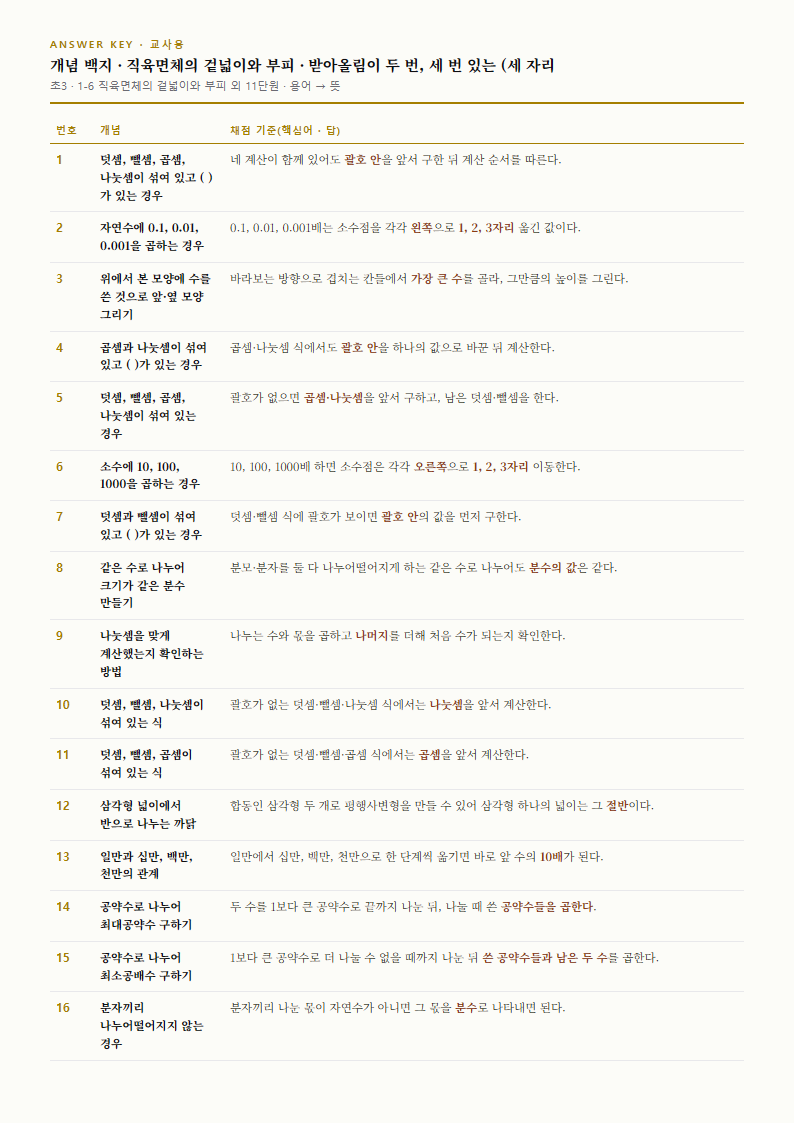 ANSWER KEY · 교사용
개념 백지 · 직육면체의 겉넓이와 부피 · 받아올림이 두 번, 세 번 있는 (세 자리
초3 · 1-6 직육면체의 겉넓이와 부피 외 11단원 · 용어 → 뜻
번호 개념 채점 기준(핵심어 · 답)
1 덧셈, 뺄셈, 곱셈, 네 계산이 함께 있어도 괄호 안을 앞서 구한 뒤 계산 순서를 따른다.
나눗셈이 섞여 있고 ( )
가 있는 경우
2 자연수에 0.1, 0.01, 0.1, 0.01, 0.001배는 소수점을 각각 왼쪽으로 1, 2, 3자리 옮긴 값이다.
0.001을 곱하는 경우
3 위에서 본 모양에 수를 바라보는 방향으로 겹치는 칸들에서 가장 큰 수를 골라, 그만큼의 높이를 그린다.
쓴 것으로 앞·옆 모양
그리기
4 곱셈과 나눗셈이 섞여 곱셈·나눗셈 식에서도 괄호 안을 하나의 값으로 바꾼 뒤 계산한다.
있고 ( )가 있는 경우
5 덧셈, 뺄셈, 곱셈, 괄호가 없으면 곱셈·나눗셈을 앞서 구하고, 남은 덧셈·뺄셈을 한다.
나눗셈이 섞여 있는
경우
6 소수에 10, 100, 10, 100, 1000배 하면 소수점은 각각 오른쪽으로 1, 2, 3자리 이동한다.
1000을 곱하는 경우
7 덧셈과 뺄셈이 섞여 덧셈·뺄셈 식에 괄호가 보이면 괄호 안의 값을 먼저 구한다.
있고 ( )가 있는 경우
8 같은 수로 나누어 분모·분자를 둘 다 나누어떨어지게 하는 같은 수로 나누어도 분수의 값은 같다.
크기가 같은 분수
만들기
9 나눗셈을 맞게 나누는 수와 몫을 곱하고 나머지를 더해 처음 수가 되는지 확인한다.
계산했는지 확인하는
방법
10 덧셈, 뺄셈, 나눗셈이 괄호가 없는 덧셈·뺄셈·나눗셈 식에서는 나눗셈을 앞서 계산한다.
섞여 있는 식
11 덧셈, 뺄셈, 곱셈이 괄호가 없는 덧셈·뺄셈·곱셈 식에서는 곱셈을 앞서 계산한다.
섞여 있는 식
12 삼각형 넓이에서 합동인 삼각형 두 개로 평행사변형을 만들 수 있어 삼각형 하나의 넓이는 그 절반이다.
반으로 나누는 까닭
13 일만과 십만, 백만, 일만에서 십만, 백만, 천만으로 한 단계씩 옮기면 바로 앞 수의 10배가 된다.
천만의 관계
14 공약수로 나누어 두 수를 1보다 큰 공약수로 끝까지 나눈 뒤, 나눌 때 쓴 공약수들을 곱한다.
최대공약수 구하기
15 공약수로 나누어 1보다 큰 공약수로 더 나눌 수 없을 때까지 나눈 뒤 쓴 공약수들과 남은 두 수를 곱한다.
최소공배수 구하기
16 분자끼리 분자끼리 나눈 몫이 자연수가 아니면 그 몫을 분수로 나타내면 된다.
나누어떨어지지 않는
경우